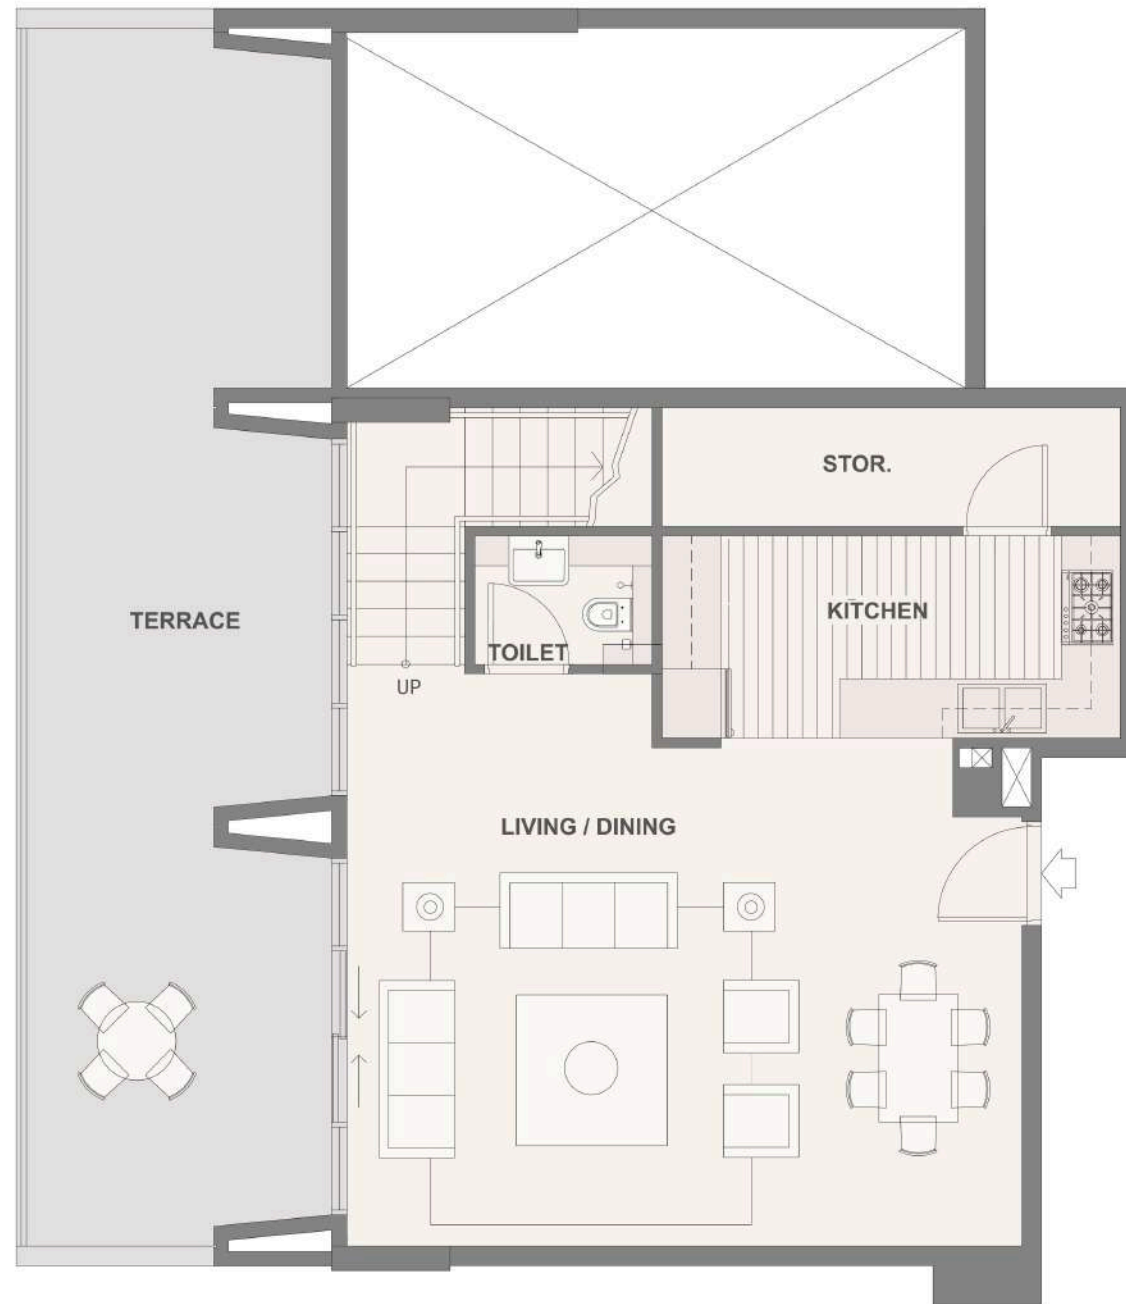 STOR.
TERRACE
KITCHEN
TOILET
UP
LIVING / DINING